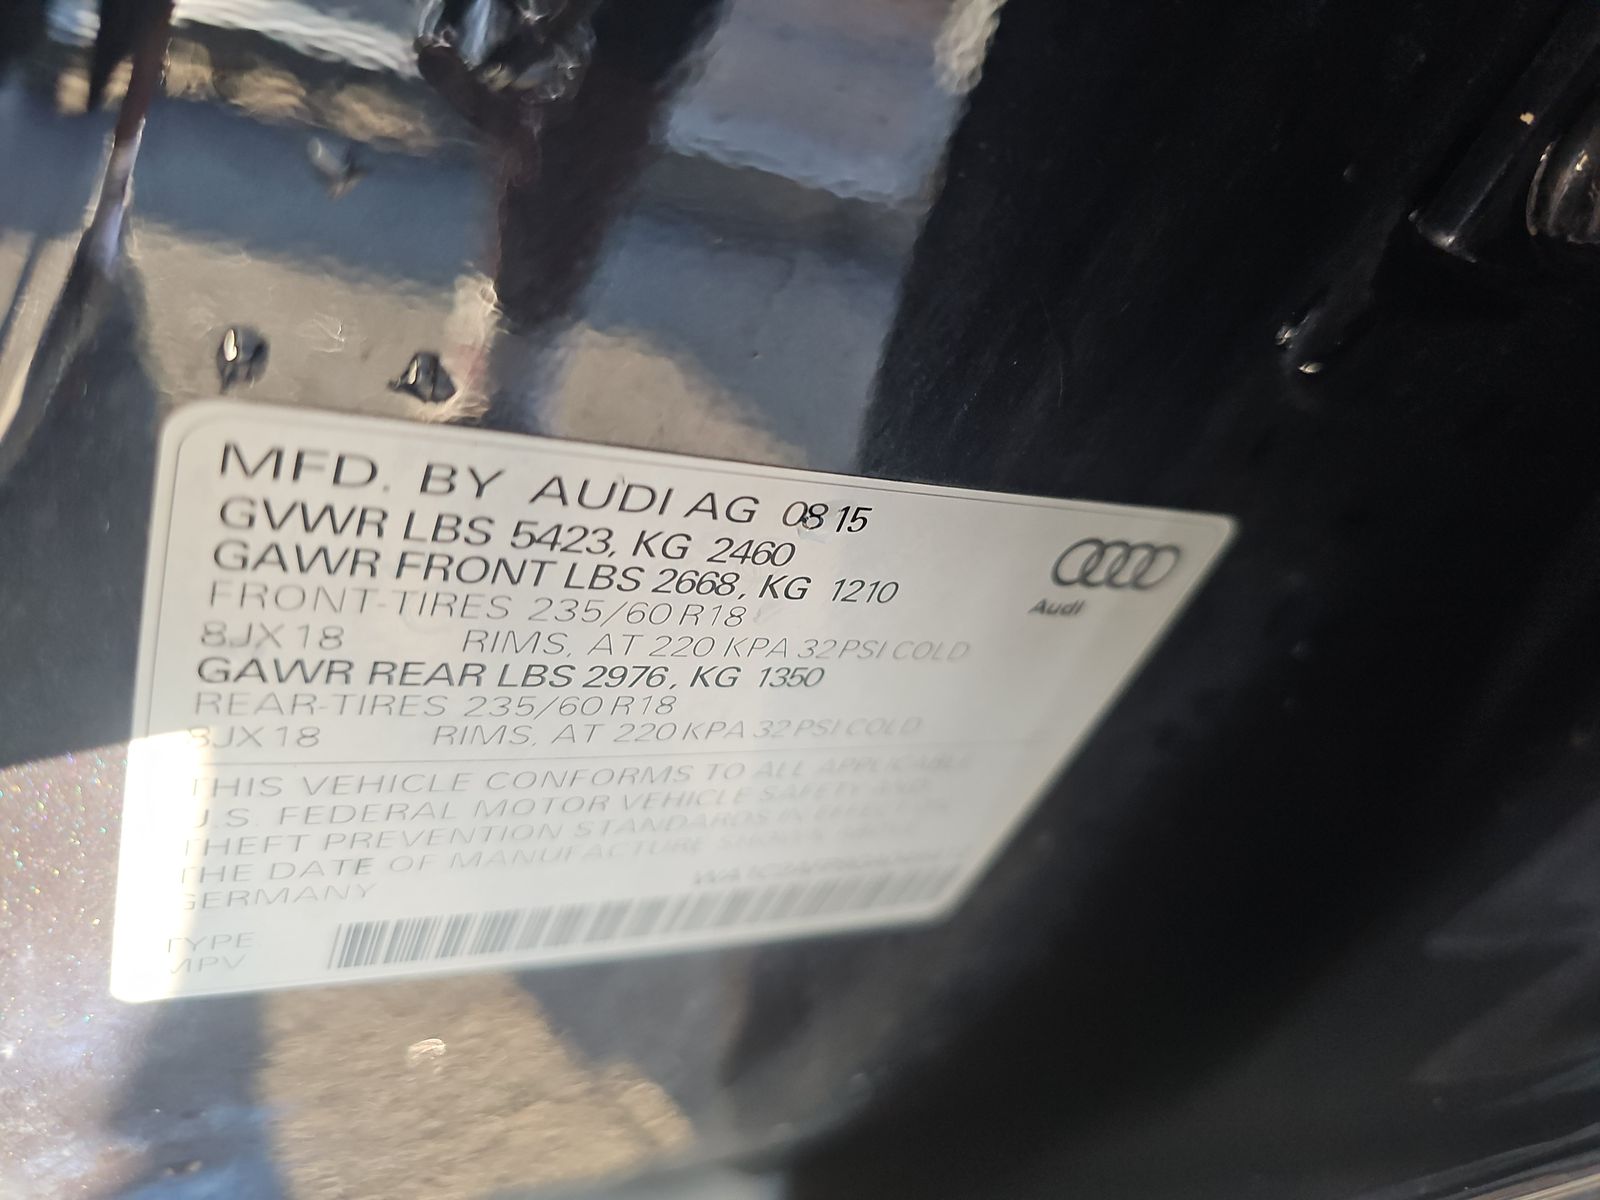 MFD. BY AUDI AG 08 15
GVWR LBS 5423, KG 2460
GAWR FRONT LBS 2668, KG 1210
FRONT-TIRES 235/60 R18
8JX18 RIMS, AT 220 KPA 32 PSI COLD
GAWR REAR LBS 2976, KG 1350
REAR-TIRES 235/60 R18
8JX18 RIMS, AT 220 KPA 32 PSI COLD
THIS VEHICLE CONFORMS TO ALL APPLICABLE
U.S. FEDERAL MOTOR VEHICLE SAFETY AND
THEFT PREVENTION STANDARDS IN EFFECT ON
THE DATE OF MANUFACTURE SHOWN ABOVE
GERMANY
TYPE
MPV
Audi